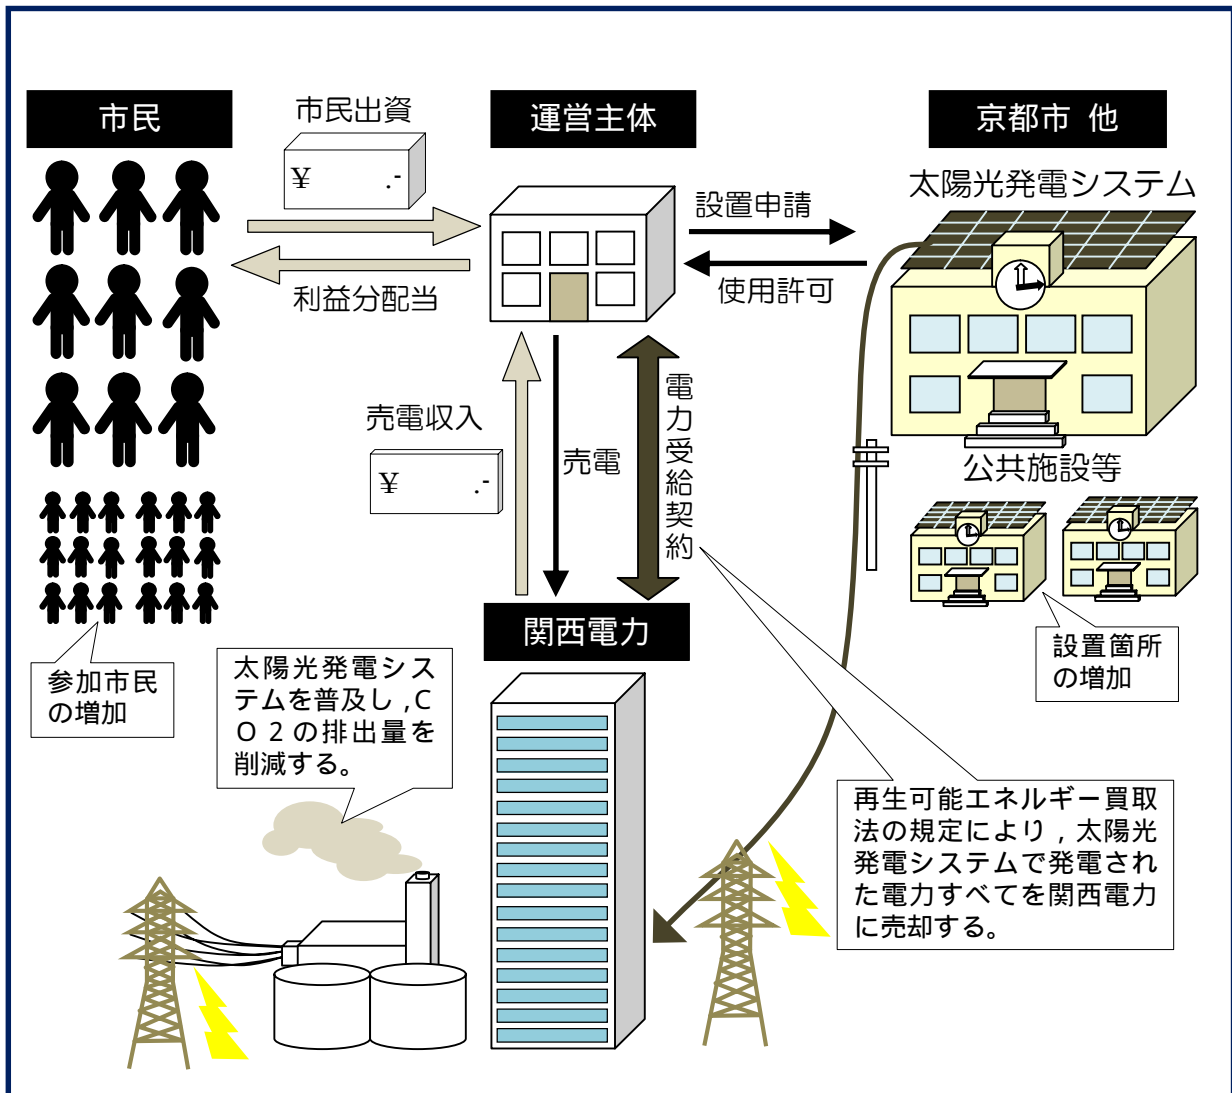 市民
市民出資
¥ .-
利益分配当
運営主体
設置申請
使用許可
京都市 他
太陽光発電システム
公共施設等
売電収入
¥ .-
売電
電力受給契約
関西電力
参加市民
の増加
太陽光発電シス
テムを普及し,C
O2の排出量を
削減する。
設置箇所
の増加
再生可能エネルギー買取
法の規定により,太陽光
発電システムで発電され
た電力すべてを関西電力
に売却する。